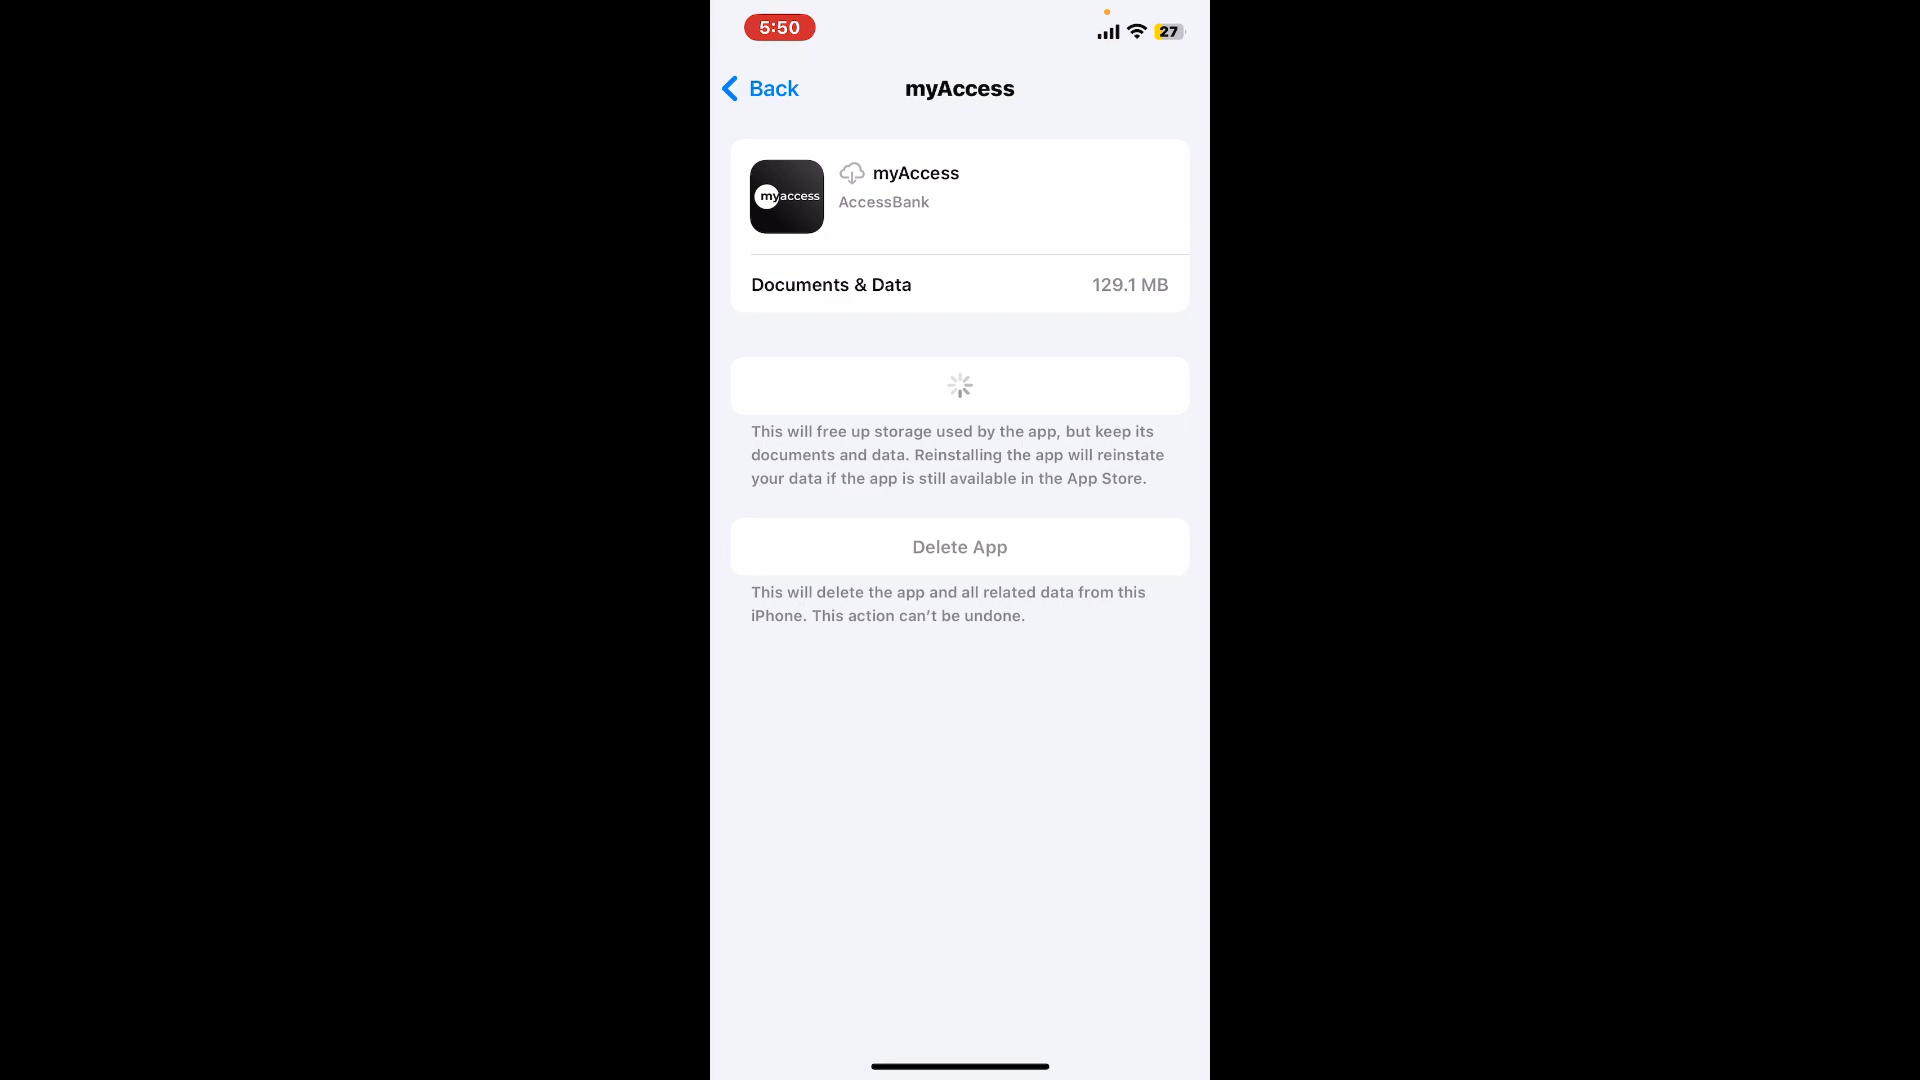 5:50
27
Back
myAccess
myaccess
myAccess
AccessBank
Documents & Data
129.1 MB
This will free up storage used by the app, but keep its
documents and data. Reinstalling the app will reinstate
your data if the app is still available in the App Store.
Delete App
This will delete the app and all related data from this
iPhone. This action can’t be undone.